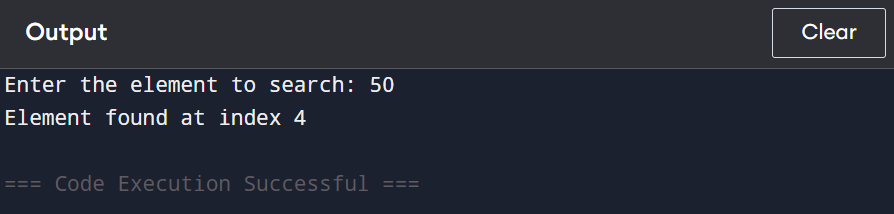 Output
Clear
Enter the element to search: 50
Element found at index 4
=== Code Execution Successful ===